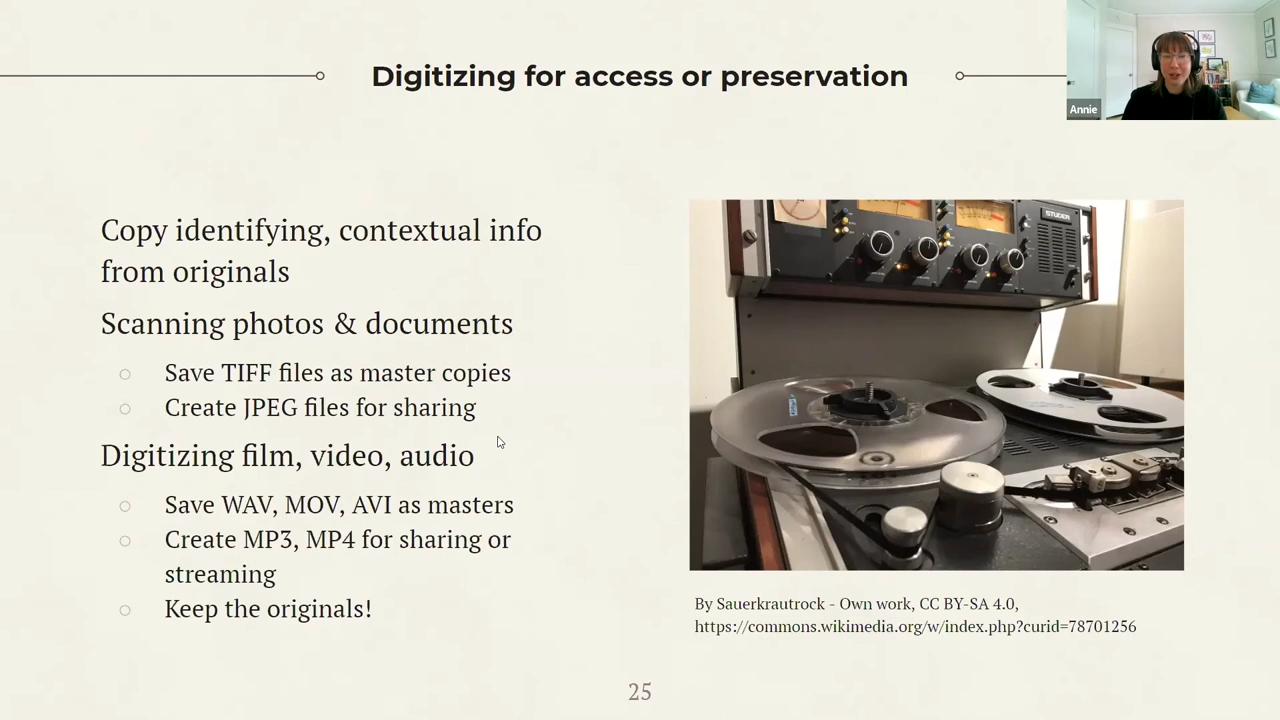 Digitizing for access or preservation
Annie
Copy identifying, contextual info
from originals
Scanning photos & documents
Save TIFF files as master copies
Create JPEG files for sharing
Digitizing film, video, audio
Save WAV, MOV, AVI as masters
Create MP3, MP4 for sharing or
streaming
Keep the originals!
STUDER
By Sauerkrautrock - Own work, CC BY-SA 4.0,
https://commons.wikimedia.org/w/index.php?curid=78701256
25